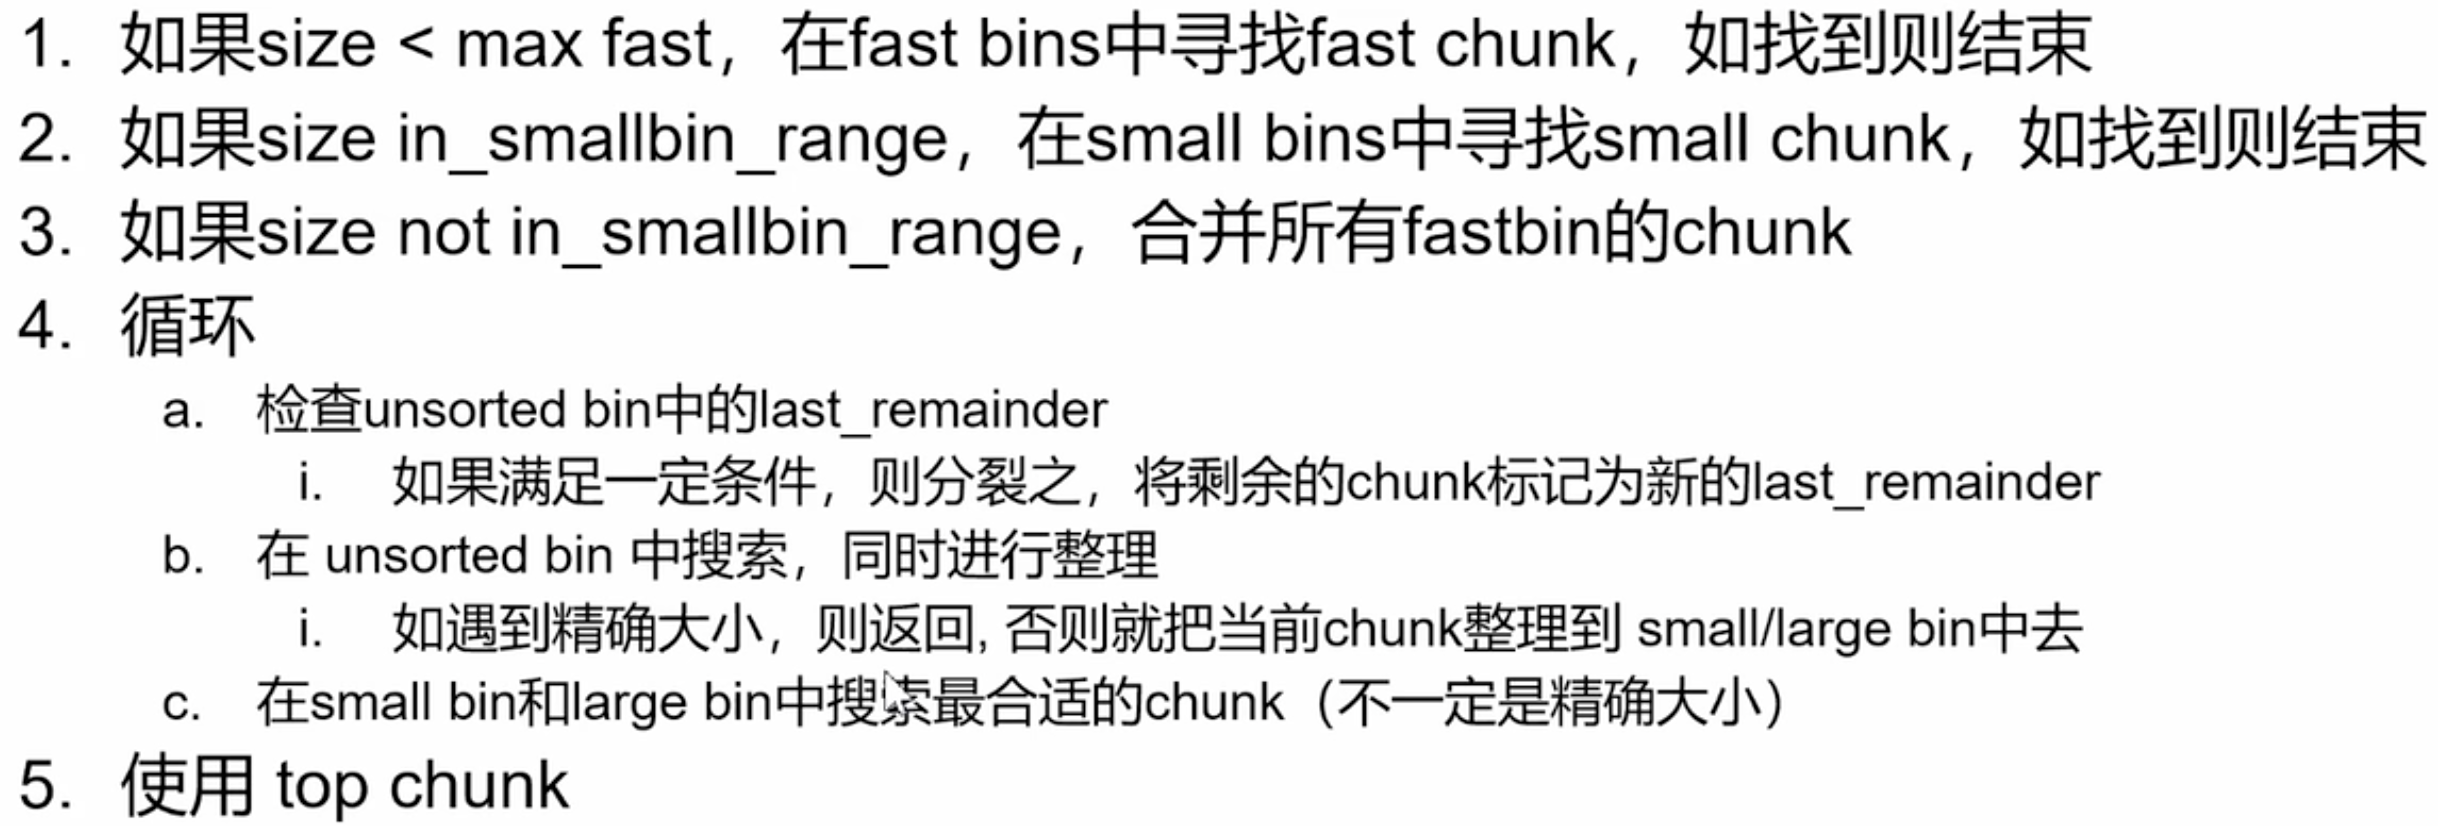 1. 如果size < max fast，在fast bins中寻找fast chunk，如找到则结束
2. 如果size in_smallbin_range，在small bins中寻找small chunk，如找到则结束
3. 如果size not in_smallbin_range，合并所有fastbin的chunk
4. 循环
a. 检查unsorted bin中的last_remainder
i. 如果满足一定条件，则分裂之，将剩余的chunk标记为新的last_remainder
b. 在 unsorted bin 中搜索，同时进行整理
i. 如遇到精确大小，则返回, 否则就把当前chunk整理到 small/large bin中去
c. 在small bin和large bin中搜索最合适的chunk（不一定是精确大小）
5. 使用 top chunk